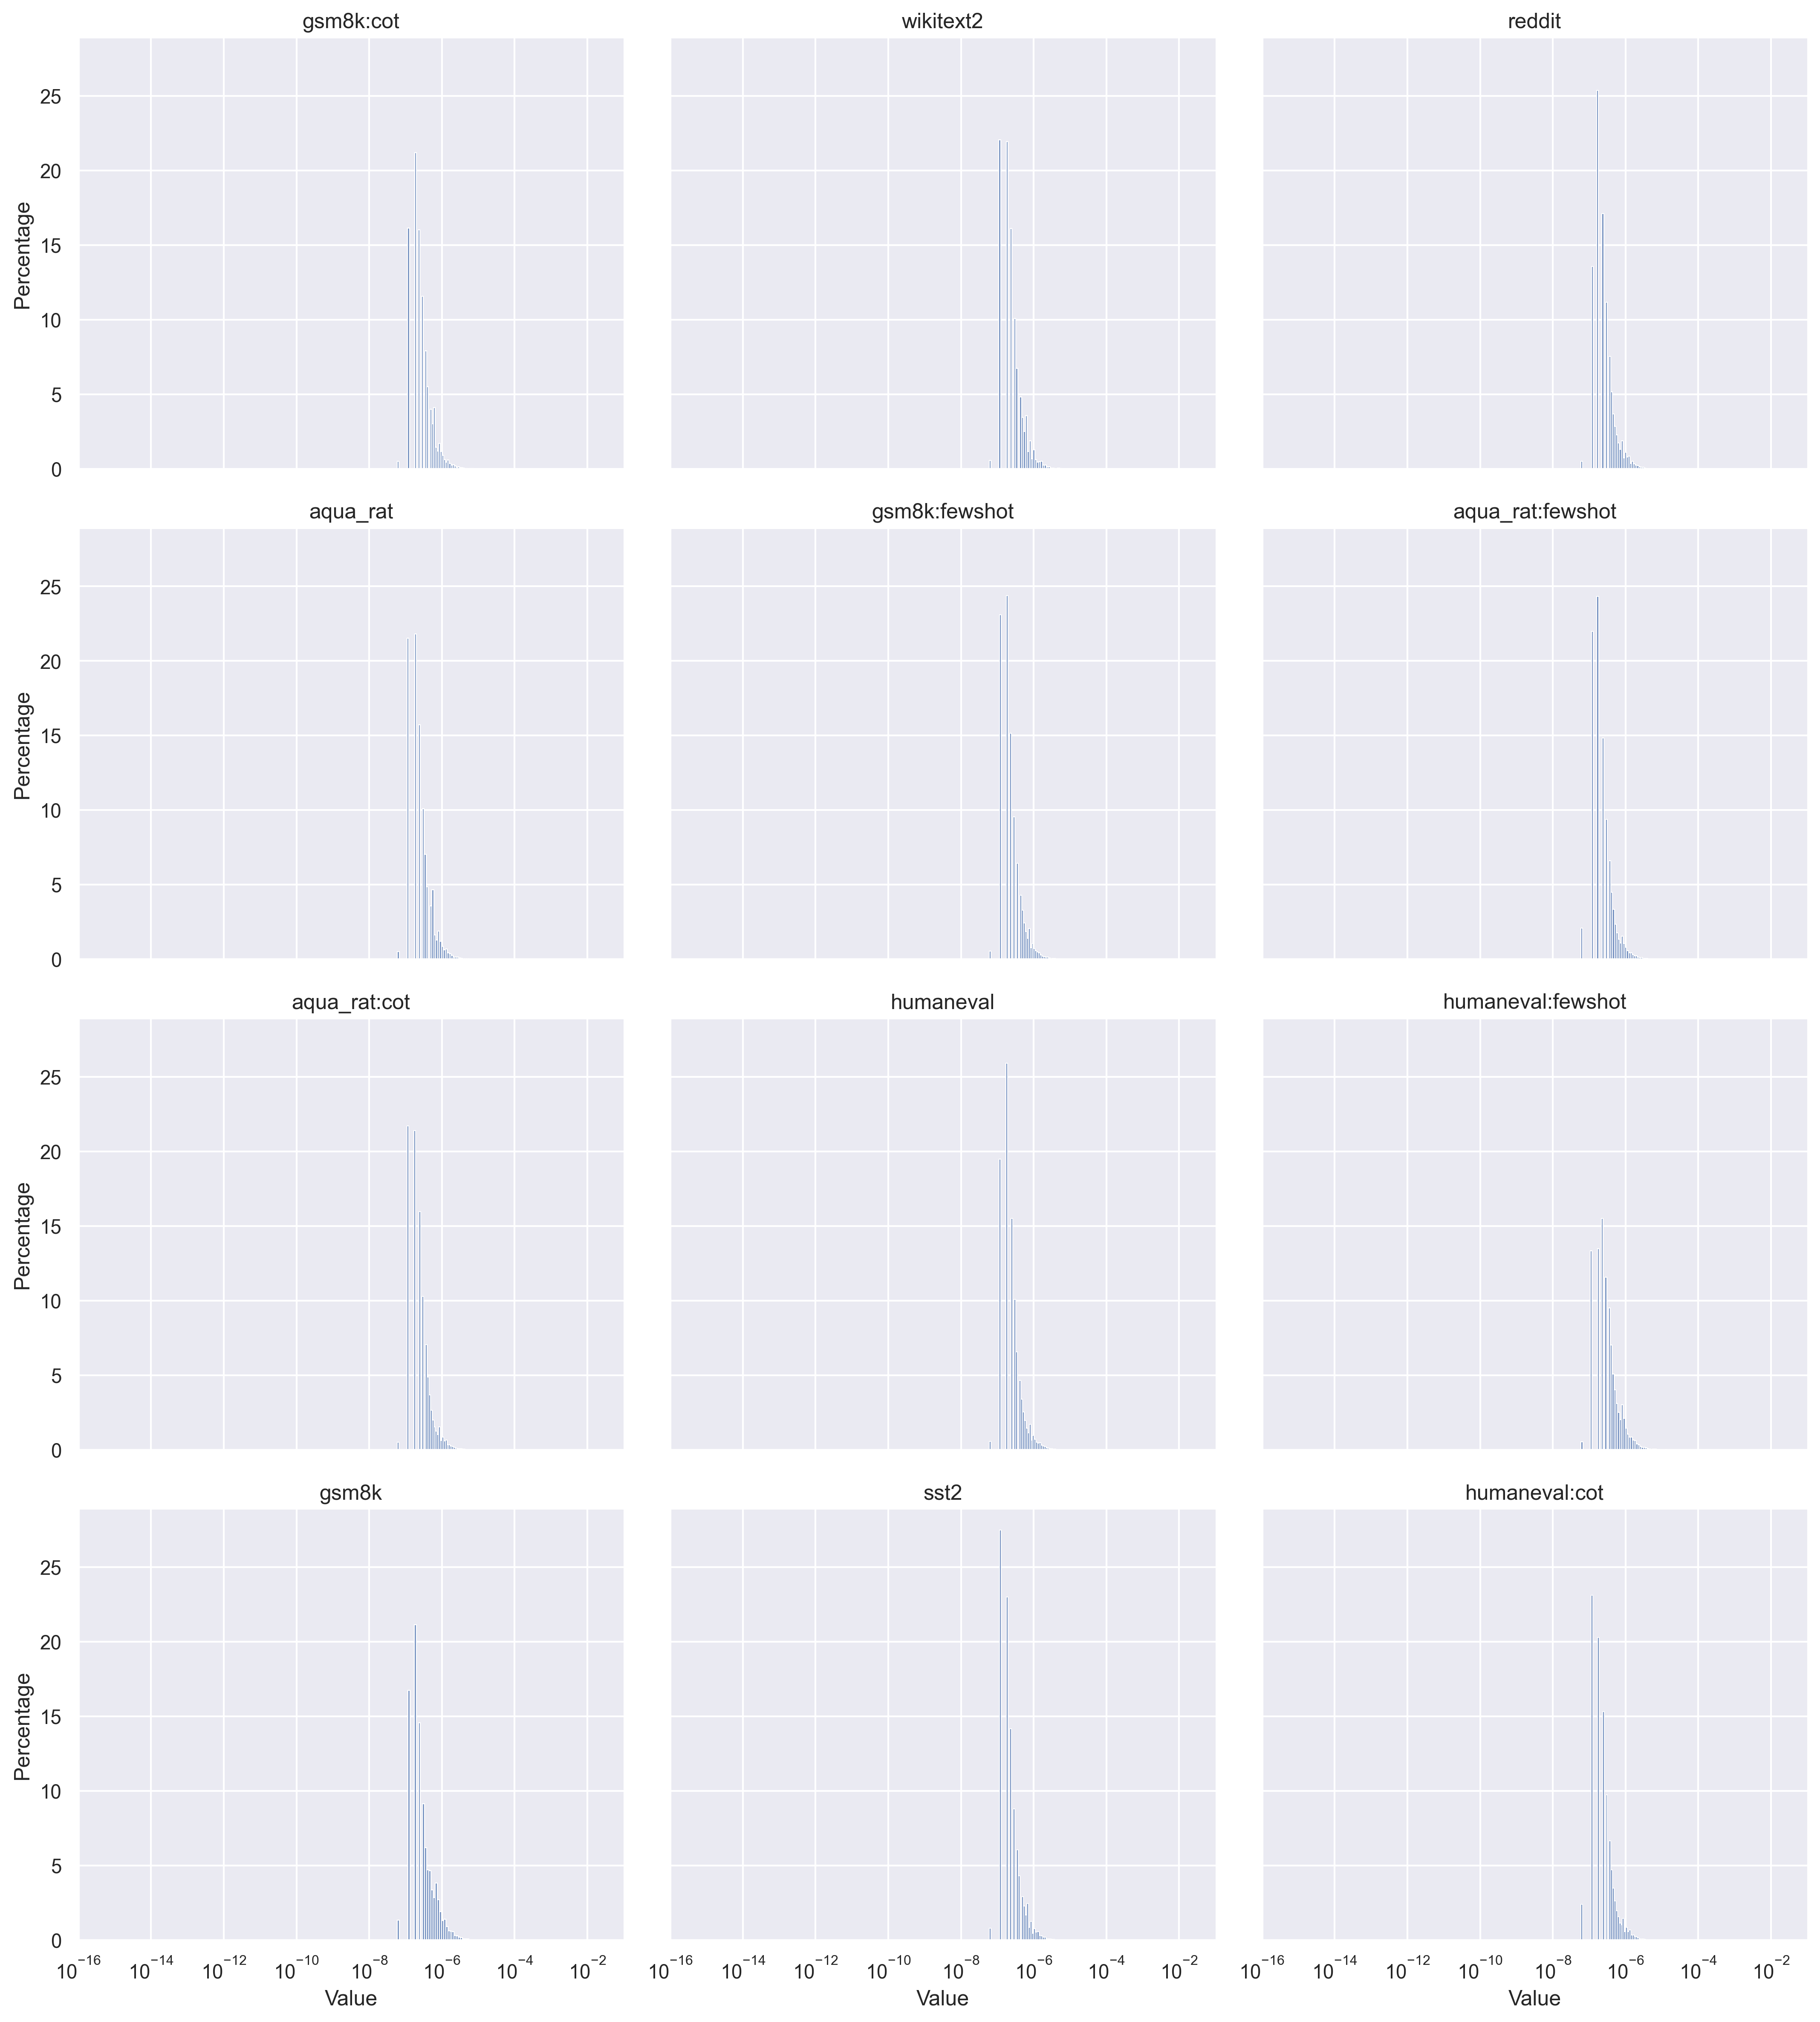 gsm8k:cot wikitext2 reddit
25
20
15
10
5
0
Percentage
aqua_rat gsm8k:fewshot aqua_rat:fewshot
25
20
15
10
5
0
Percentage
aqua_rat:cot humaneval humaneval:fewshot
25
20
15
10
5
0
Percentage
gsm8k sst2 humaneval:cot
25
20
15
10
5
0
Percentage
10⁻¹⁶ 10⁻¹⁴ 10⁻¹² 10⁻¹⁰ 10⁻⁸ 10⁻⁶ 10⁻⁴ 10⁻² 10⁻¹⁶ 10⁻¹⁴ 10⁻¹² 10⁻¹⁰ 10⁻⁸ 10⁻⁶ 10⁻⁴ 10⁻² 10⁻¹⁶ 10⁻¹⁴ 10⁻¹² 10⁻¹⁰ 10⁻⁸ 10⁻⁶ 10⁻⁴ 10⁻²
Value Value Value